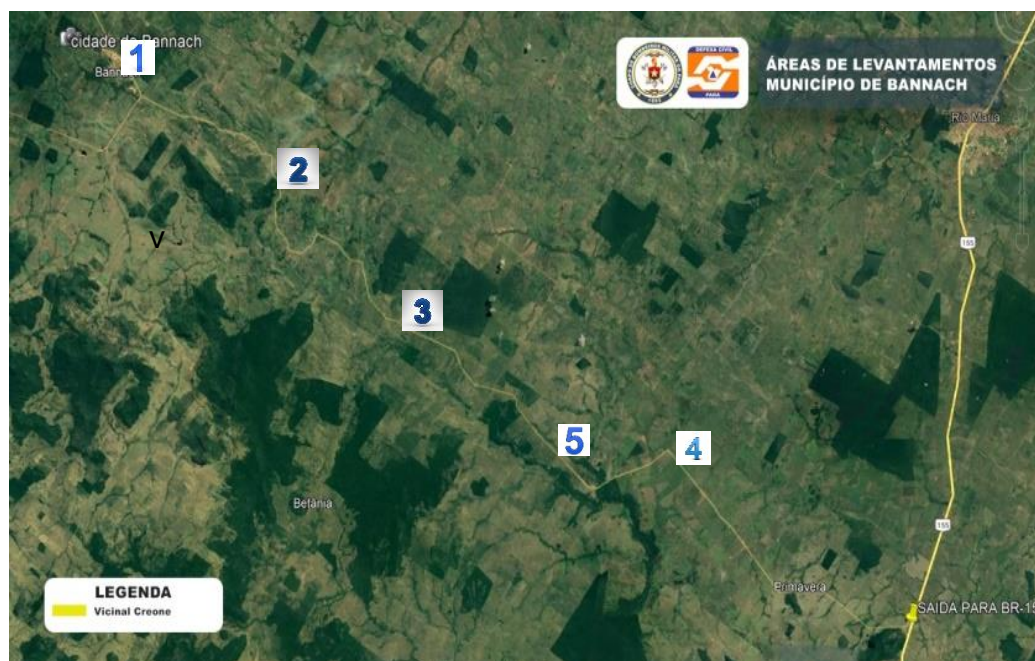 cidade de Bannach
1
Bannach
DEFESA CIVIL
PARÁ
ÁREAS DE LEVANTAMENTOS
MUNICÍPIO DE BANNACH
Rio Maria
2
V
155
3
5
4
Betânia
155
Primavera
SAIDA PARA BR-15
LEGENDA
Vicinal Creone